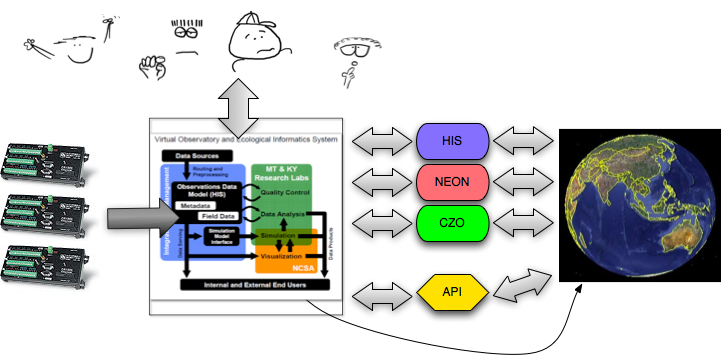 Virtual Observatory and Ecological Informatics System
Data Sources
Routing and
Preprocessing
MT & KY
Research Labs
Observations Data
Model (HIS)
Quality Control
Metadata
Field Data
Data Analysis
Simulation
Model
Interface
Simulation
Visualization
NCSA
Data Products
Internal and External End Users
HIS
NEON
CZO
API